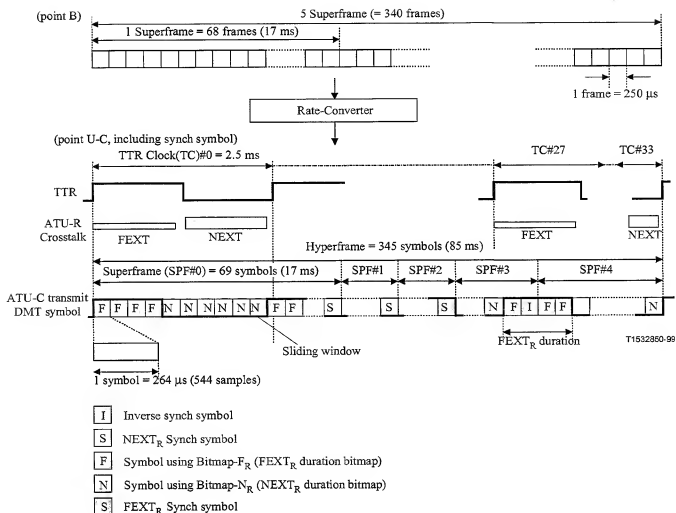 (point B)
5 Superframe (= 340 frames)
1 Superframe = 68 frames (17 ms)
1 frame = 250 µs
Rate-Converter
(point U-C, including synch symbol)
TTR Clock(TC)#0 = 2.5 ms
TC#27
TC#33
TTR
ATU-R
Crosstalk
FEXT
NEXT
FEXT
NEXT
Hyperframe = 345 symbols (85 ms)
Superframe (SPF#0) = 69 symbols (17 ms)
SPF#1
SPF#2
SPF#3
SPF#4
ATU-C transmit
DMT symbol
F F F F N N N N N N F F S S S N F I F F N
Sliding window
FEXTR duration
T1532860-99
1 symbol = 264 µs (544 samples)
I Inverse synch symbol
S NEXTR Synch symbol
F Symbol using Bitmap-FR (FEXTR duration bitmap)
N Symbol using Bitmap-NR (NEXTR duration bitmap)
S FEXTR Synch symbol